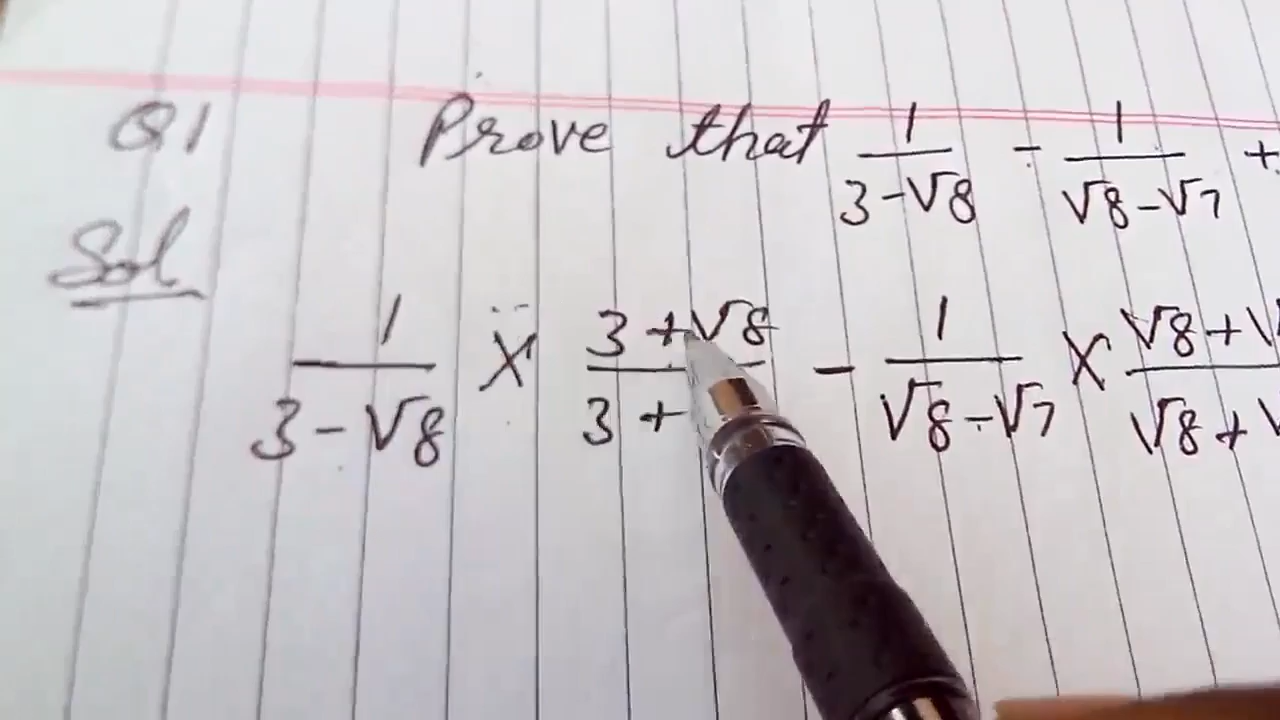 Q1 Prove that 1/(3-√8) - 1/(√8-√7) +
Sol
1/(3-√8) X (3+√8)/(3+ - 1/(√8-√7) X (√8+√/(√8+√